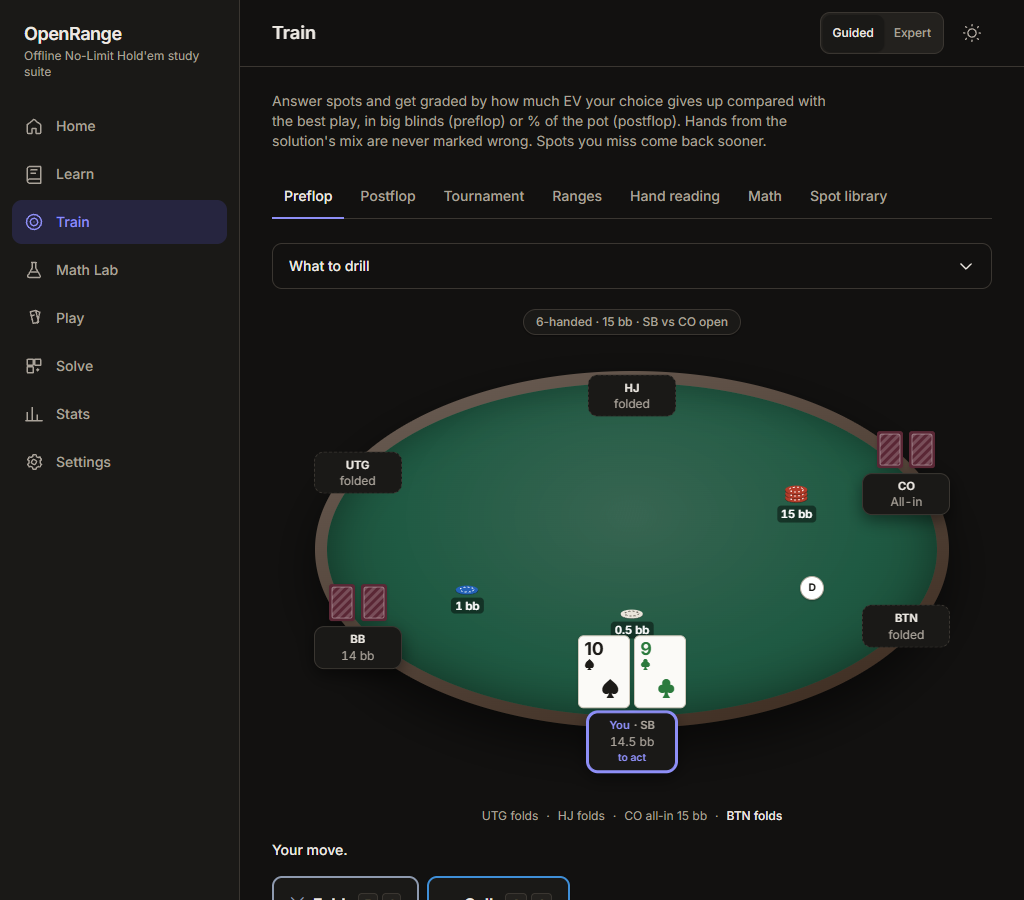 OpenRange
Offline No-Limit Hold'em study
suite
Home
Learn
Train
Math Lab
Play
Solve
Stats
Settings
Train
Guided
Expert
Answer spots and get graded by how much EV your choice gives up compared with
the best play, in big blinds (preflop) or % of the pot (postflop). Hands from the
solution's mix are never marked wrong. Spots you miss come back sooner.
Preflop
Postflop
Tournament
Ranges
Hand reading
Math
Spot library
What to drill
6-handed · 15 bb · SB vs CO open
HJ
folded
UTG
folded
CO
All-in
15 bb
D
1 bb
BTN
folded
BB
14 bb
0.5 bb
10
9
You · SB
14.5 bb
to act
UTG folds · HJ folds · CO all-in 15 bb · BTN folds
Your move.